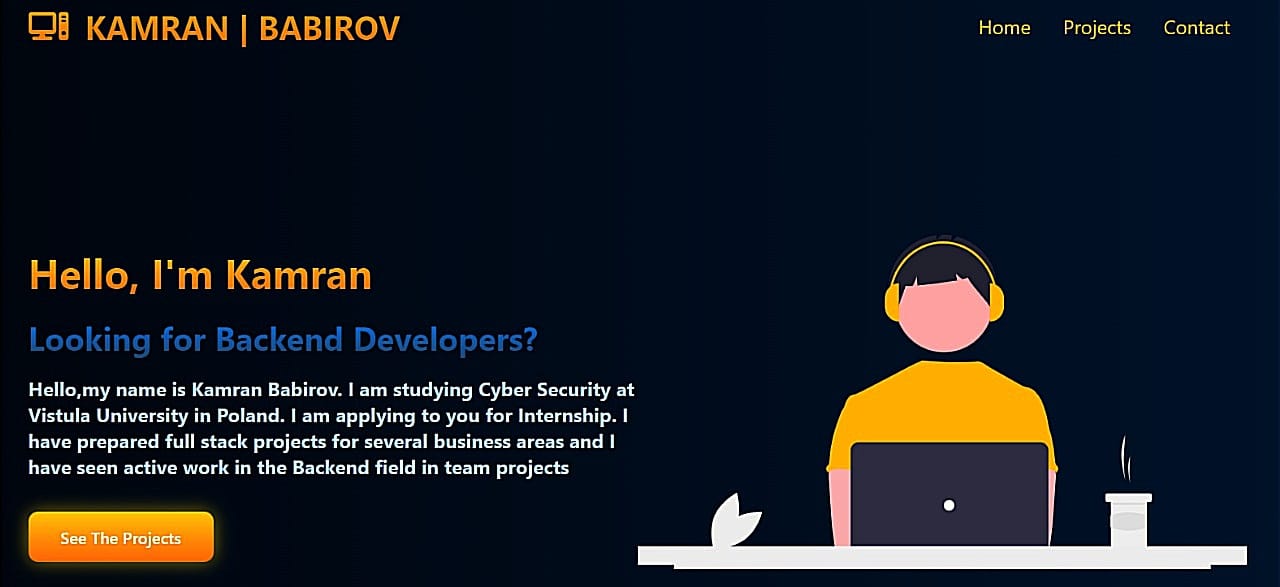 KAMRAN | BABIROV
Home
Projects
Contact
Hello, I'm Kamran
Looking for Backend Developers?
Hello,my name is Kamran Babirov. I am studying Cyber Security at
Vistula University in Poland. I am applying to you for Internship. I
have prepared full stack projects for several business areas and I
have seen active work in the Backend field in team projects
See The Projects